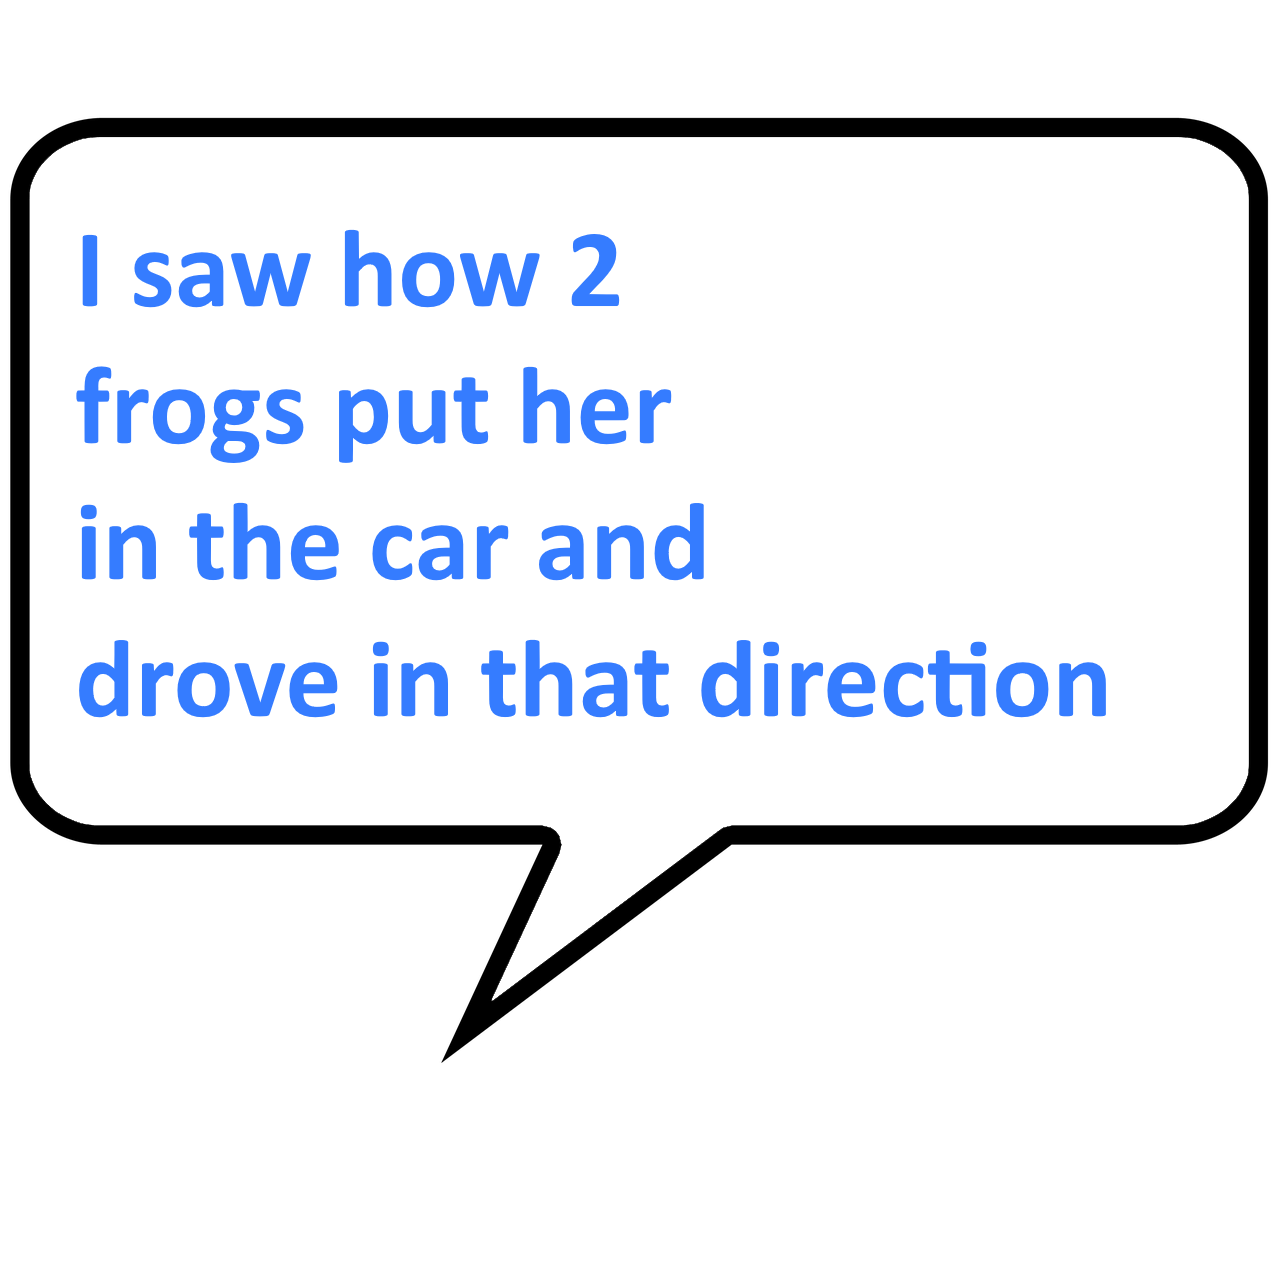 I saw how 2
frogs put her
in the car and
drove in that direction